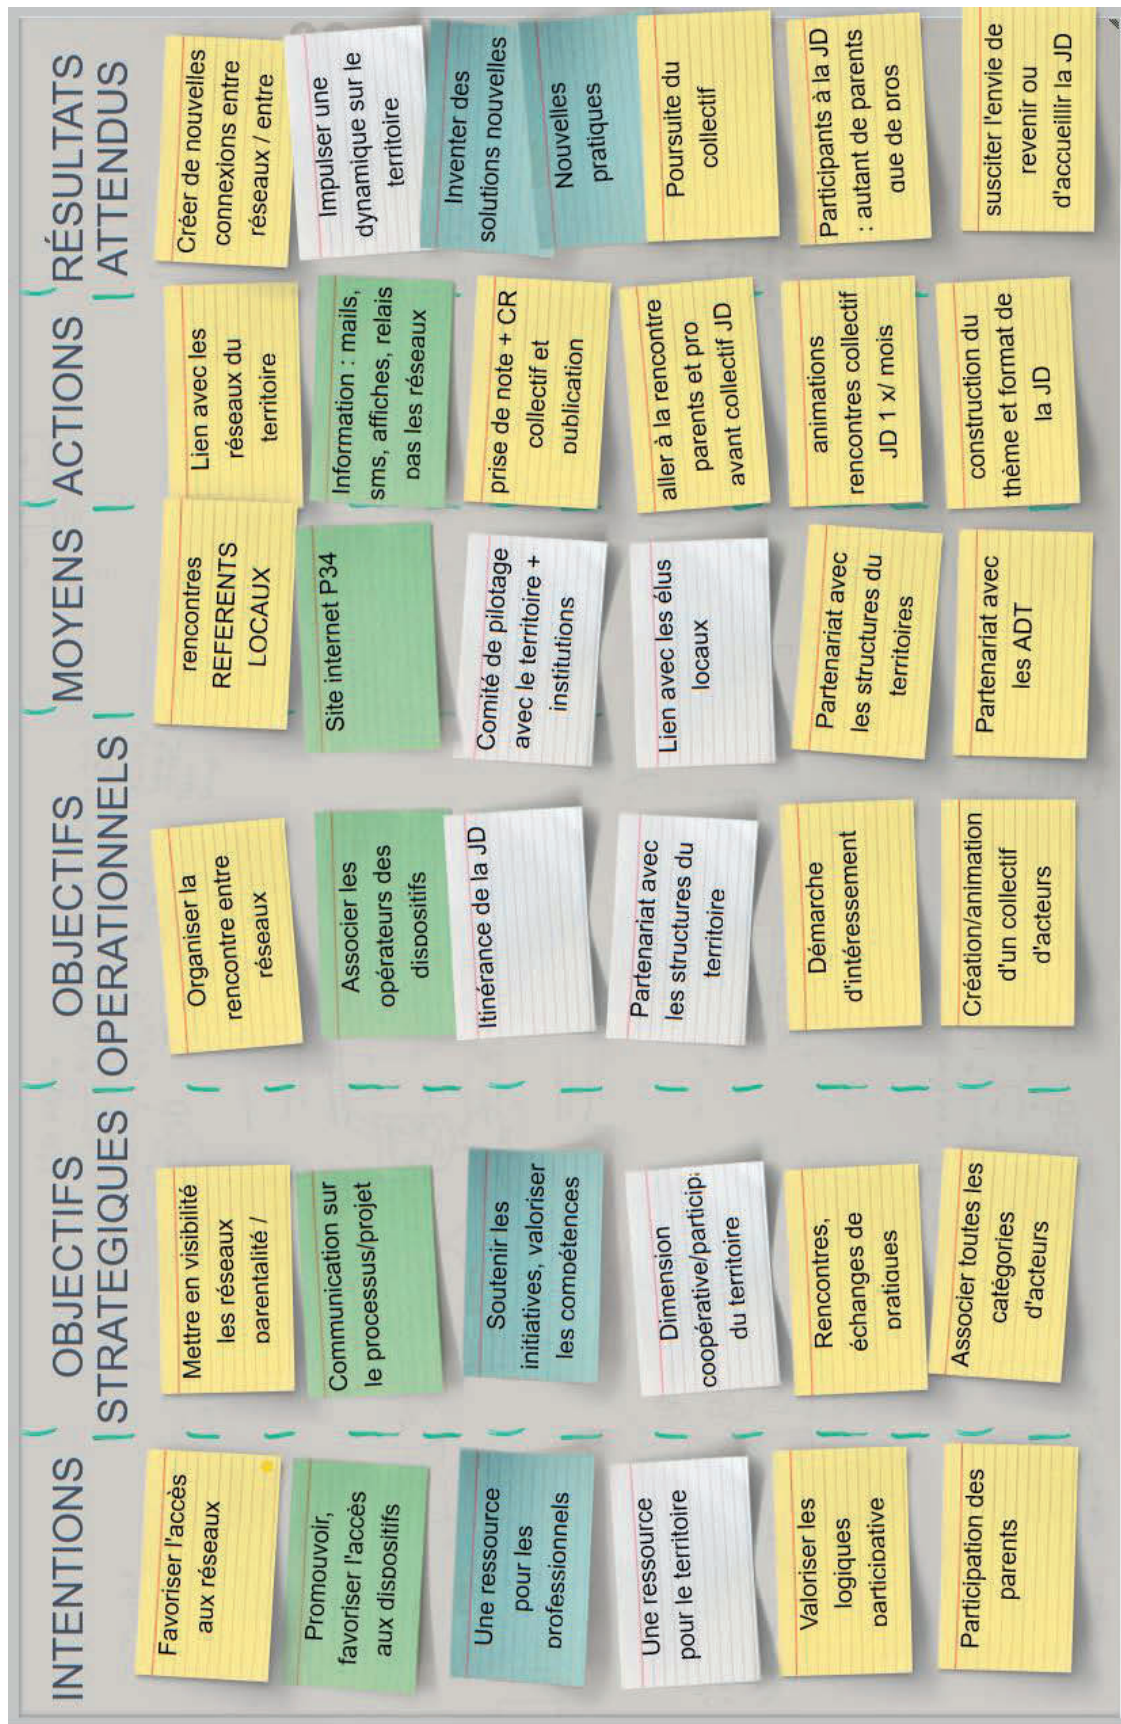 INTENTIONS
Favoriser l'accès
aux réseaux
Promouvoir,
favoriser l'accès
aux dispositifs
Une ressource
pour les
professionnels
Une ressource
pour le territoire
Valoriser les
logiques
participative
Participation des
parents
OBJECTIFS
STRATEGIQUES
Mettre en visibilité
les réseaux
parentalité /
Communication sur
le processus/projet
Soutenir les
initiatives, valoriser
les compétences
Dimension
coopérative/particip
du territoire
Rencontres,
échanges de
pratiques
Associer toutes les
catégories
d'acteurs
OBJECTIFS
OPERATIONNELS
Organiser la
rencontre entre
réseaux
Associer les
opérateurs des
dispositifs
Itinérance de la JD
Partenariat avec
les structures du
territoire
Démarche
d'intéressement
Création/animation
d'un collectif
d'acteurs
MOYENS
rencontres
REFERENTS
LOCAUX
Site internet P34
Comité de pilotage
avec le territoire +
institutions
Lien avec les élus
locaux
Partenariat avec
les structures du
territoires
Partenariat avec
les ADT
ACTIONS
Lien avec les
réseaux du
territoire
Information : mails,
sms, affiches, relais
pas les réseaux
prise de note + CR
collectif et
publication
aller à la rencontre
parents et pro
avant collectif JD
animations
rencontres collectif
JD 1 x/ mois
construction du
thème et format de
la JD
RÉSULTATS
ATTENDUS
Créer de nouvelles
connexions entre
réseaux / entre
Impulser une
dynamique sur le
territoire
Inventer des
solutions nouvelles
Nouvelles
pratiques
Poursuite du
collectif
Participants à la JD
: autant de parents
que de pros
susciter l'envie de
revenir ou
d'accueillir la JD